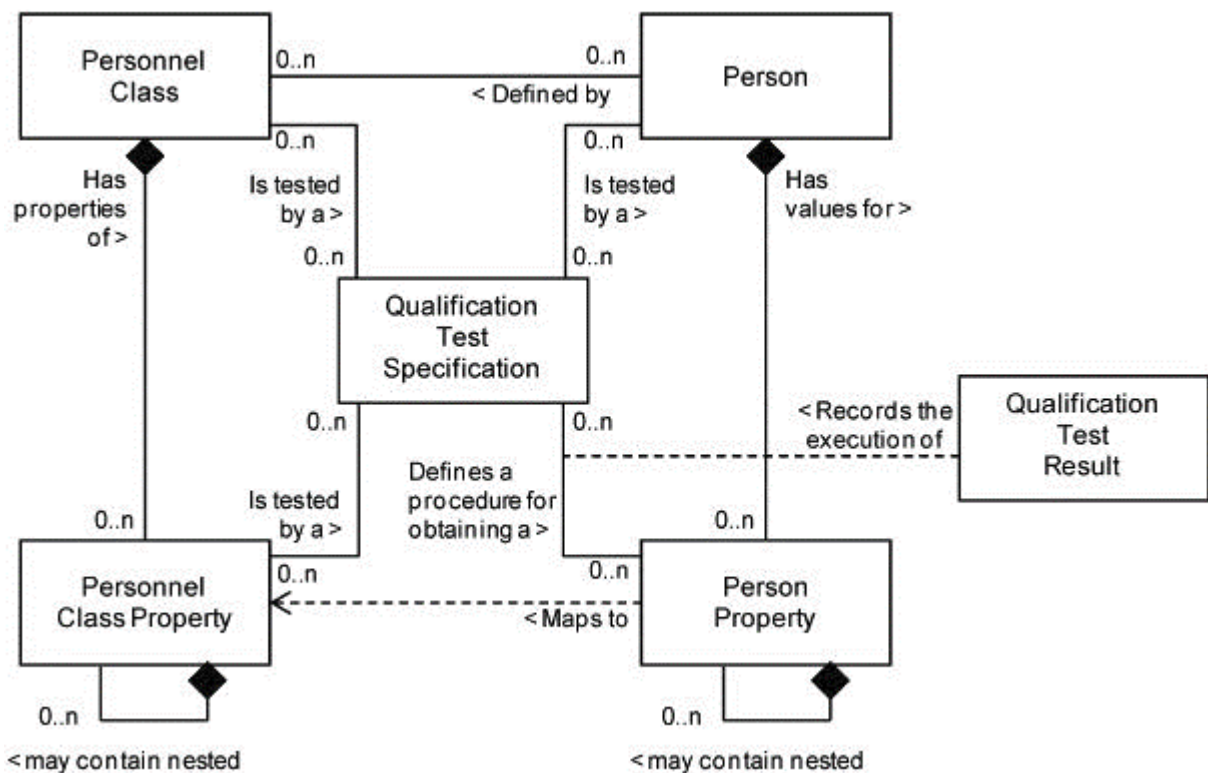 Personnel
Class
0..n
0..n
< Defined by
Person
0..n
0..n
Has
properties
of >
Is tested
by a >
Is tested
by a >
Has
values for >
0..n
0..n
Qualification
Test
Specification
0..n
0..n
< Records the
execution of
Qualification
Test
Result
Is tested
by a >
Defines a
procedure for
obtaining a >
0..n
0..n
0..n
0..n
Personnel
Class Property
< Maps to
Person
Property
0..n
0..n
< may contain nested
< may contain nested